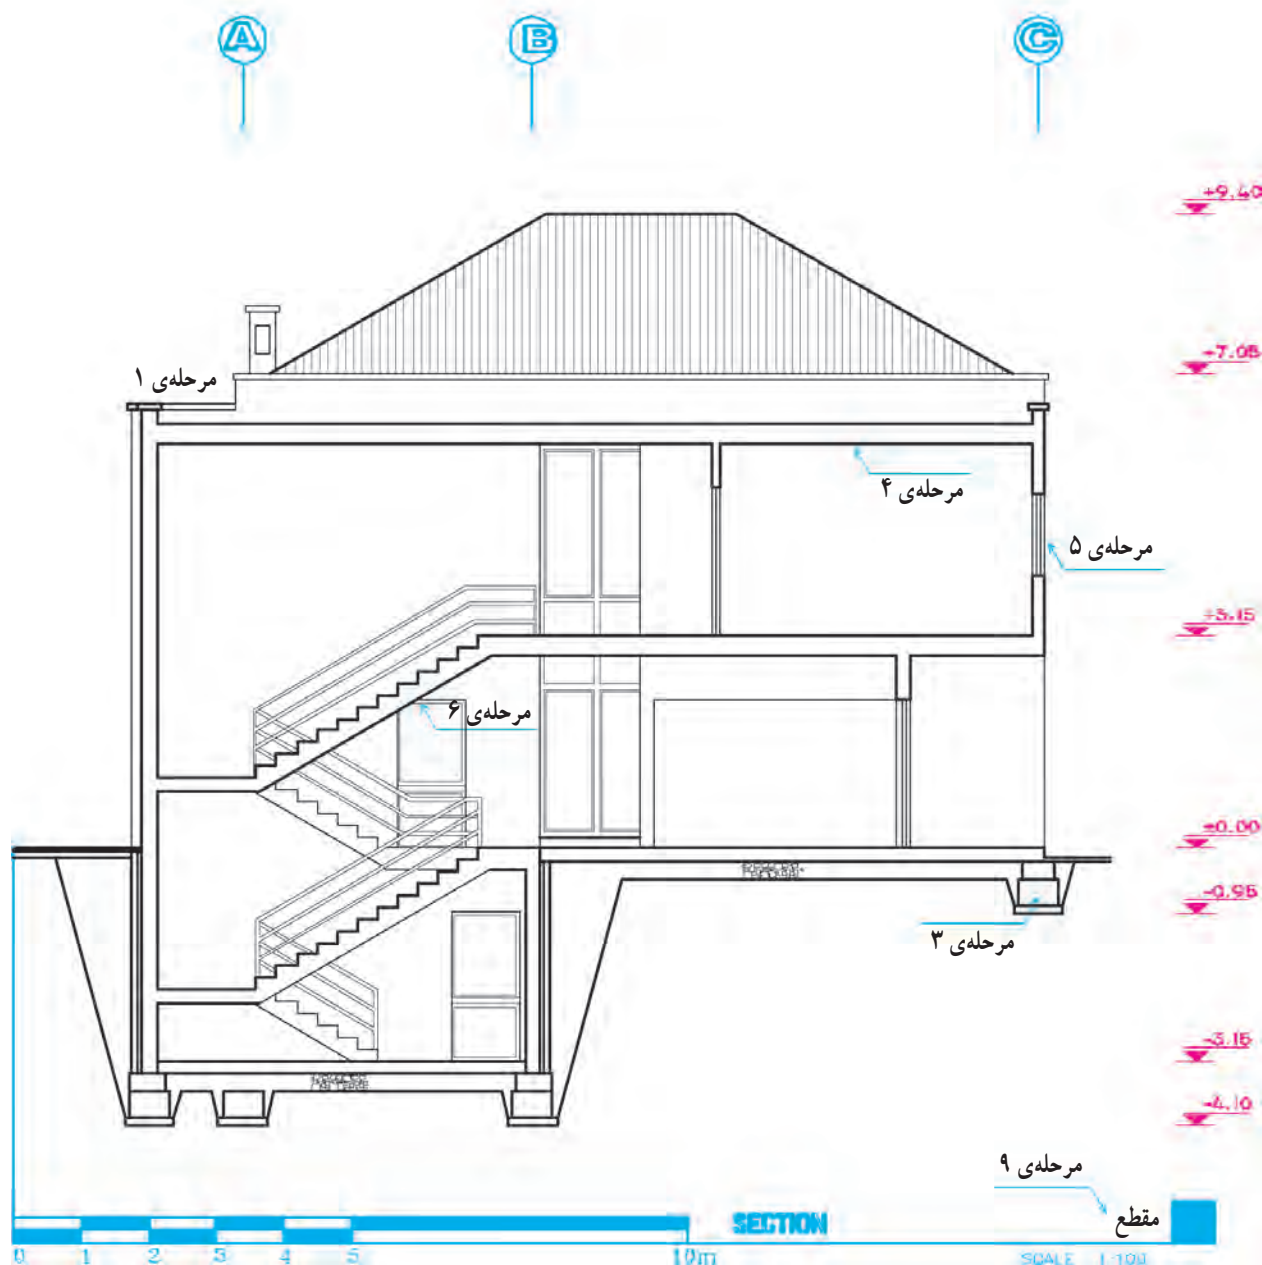 A B C
+9.40
+7.05
مرحله‌ی ۱
مرحله‌ی ۴
مرحله‌ی ۵
+3.15
مرحله‌ی ۶
±0.00
-0.95
مرحله‌ی ۳
-3.15
-4.10
مرحله‌ی ۹
مقطع
SECTION
0 1 2 3 4 5 10m
SCALE 1:100